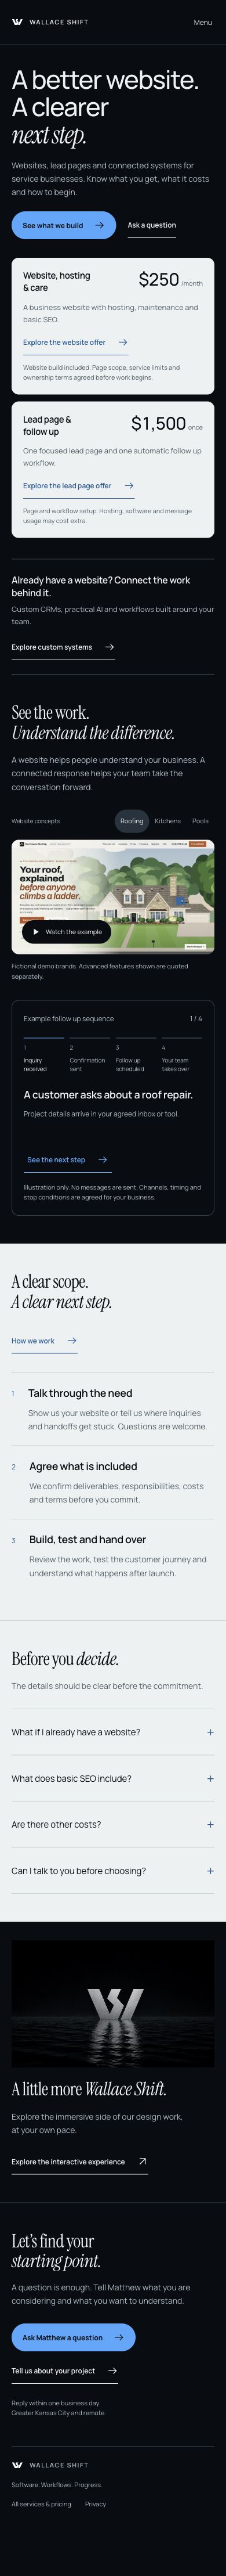 WALLACE SHIFT
Menu
A better website.
A clearer
next step.
Websites, lead pages and connected systems for
service businesses. Know what you get, what it costs
and how to begin.
See what we build
Ask a question
Website, hosting
& care
$250 /month
A business website with hosting, maintenance and
basic SEO.
Explore the website offer
Website build included. Page scope, service limits and
ownership terms agreed before work begins.
Lead page &
follow up
$1,500 once
One focused lead page and one automatic follow up
workflow.
Explore the lead page offer
Page and workflow setup. Hosting, software and message
usage may cost extra.
Already have a website? Connect the work
behind it.
Custom CRMs, practical AI and workflows built around your
team.
Explore custom systems
See the work.
Understand the difference.
A website helps people understand your business. A
connected response helps your team take the
conversation forward.
Website concepts
Roofing
Kitchens
Pools
Your roof,
explained
before anyone
climbs a ladder.
Watch the example
Fictional demo brands. Advanced features shown are quoted
separately.
Example follow up sequence
1 / 4
1
2
3
4
Inquiry
received
Confirmation
sent
Follow up
scheduled
Your team
takes over
A customer asks about a roof repair.
Project details arrive in your agreed inbox or tool.
See the next step
Illustration only. No messages are sent. Channels, timing and
stop conditions are agreed for your business.
A clear scope.
A clear next step.
How we work
1
Talk through the need
Show us your website or tell us where inquiries
and handoffs get stuck. Questions are welcome.
2
Agree what is included
We confirm deliverables, responsibilities, costs
and terms before you commit.
3
Build, test and hand over
Review the work, test the customer journey and
understand what happens after launch.
Before you decide.
The details should be clear before the commitment.
What if I already have a website?
What does basic SEO include?
Are there other costs?
Can I talk to you before choosing?
A little more Wallace Shift.
Explore the immersive side of our design work,
at your own pace.
Explore the interactive experience
Let's find your
starting point.
A question is enough. Tell Matthew what you are
considering and what you want to understand.
Ask Matthew a question
Tell us about your project
Reply within one business day.
Greater Kansas City and remote.
WALLACE SHIFT
Software. Workflows. Progress.
All services & pricing
Privacy